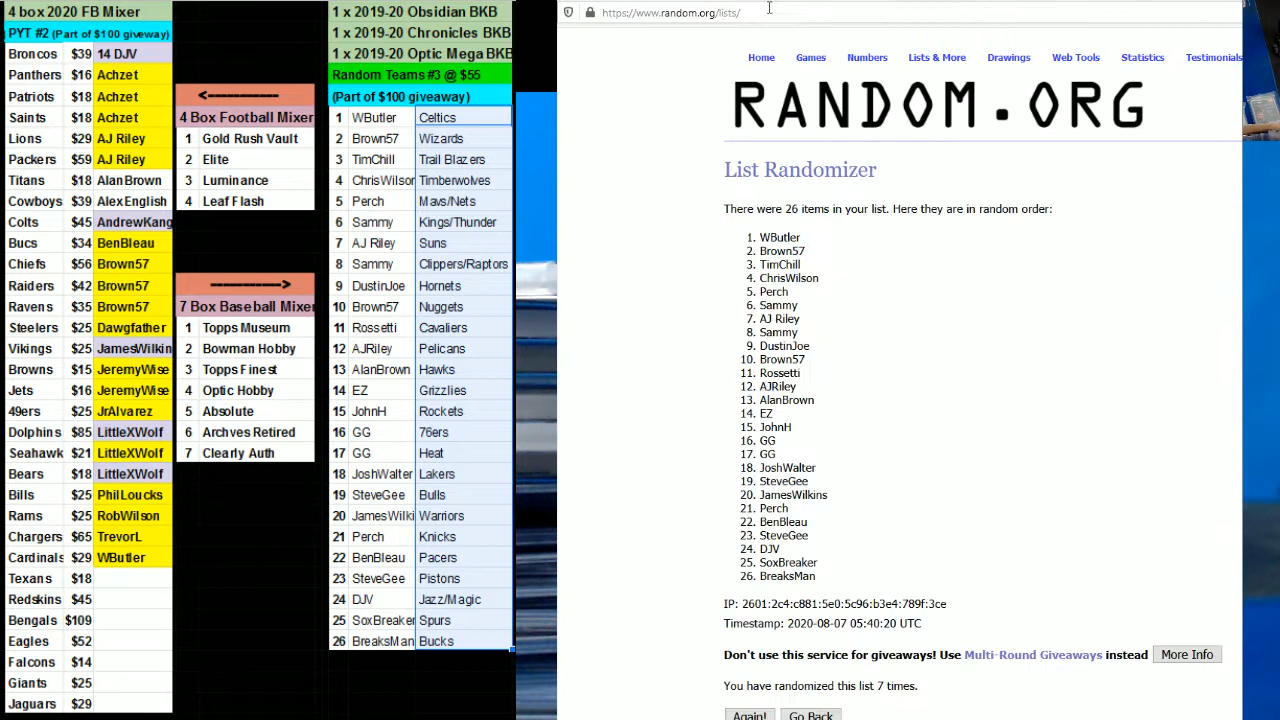 4 box 2020 FB Mixer
PYT #2 (Part of $100 giveway)
Broncos $39 14 DJV
Panthers $16 Achzet
Patriots $18 Achzet
Saints $18 Achzet
Lions $29 AJ Riley
Packers $59 AJ Riley
Titans $18 AlanBrown
Cowboys $39 AlexEnglish
Colts $45 AndrewKang
Bucs $34 BenBleau
Chiefs $56 Brown57
Raiders $42 Brown57
Ravens $35 Brown57
Steelers $25 Dawgfather
Vikings $25 JamesWilkin
Browns $15 JeremyWise
Jets $16 JeremyWise
49ers $25 JrAlvarez
Dolphins $85 LittleXWolf
Seahawk $21 LittleXWolf
Bears $18 LittleXWolf
Bills $25 PhilLoucks
Rams $25 RobWilson
Chargers $65 TrevorL
Cardinals $29 WButler
Texans $18
Redskins $45
Bengals $109
Eagles $52
Falcons $14
Giants $25
Jaguars $29
<-----------
4 Box Football Mixer
1 Gold Rush Vault
2 Elite
3 Luminance
4 Leaf Flash
----------->
7 Box Baseball Mixer
1 Topps Museum
2 Bowman Hobby
3 Topps Finest
4 Optic Hobby
5 Absolute
6 Archves Retired
7 Clearly Auth
1 x 2019-20 Obsidian BKB
1 x 2019-20 Chronicles BKB
1 x 2019-20 Optic Mega BKB
Random Teams #3 @ $55
(Part of $100 giveaway)
1 WButler Celtics
2 Brown57 Wizards
3 TimChill Trail Blazers
4 ChrisWilson Timberwolves
5 Perch Mavs/Nets
6 Sammy Kings/Thunder
7 AJ Riley Suns
8 Sammy Clippers/Raptors
9 DustinJoe Hornets
10 Brown57 Nuggets
11 Rossetti Cavaliers
12 AJRiley Pelicans
13 AlanBrown Hawks
14 EZ Grizzlies
15 JohnH Rockets
16 GG 76ers
17 GG Heat
18 JoshWalter Lakers
19 SteveGee Bulls
20 JamesWilki Warriors
21 Perch Knicks
22 BenBleau Pacers
23 SteveGee Pistons
24 DJV Jazz/Magic
25 SoxBreaker Spurs
26 BreaksMan Bucks
https://www.random.org/lists/
Home Games Numbers Lists & More Drawings Web Tools Statistics Testimonials
RANDOM.ORG
List Randomizer
There were 26 items in your list. Here they are in random order:
1. WButler
2. Brown57
3. TimChill
4. ChrisWilson
5. Perch
6. Sammy
7. AJ Riley
8. Sammy
9. DustinJoe
10. Brown57
11. Rossetti
12. AJRiley
13. AlanBrown
14. EZ
15. JohnH
16. GG
17. GG
18. JoshWalter
19. SteveGee
20. JamesWilkins
21. Perch
22. BenBleau
23. SteveGee
24. DJV
25. SoxBreaker
26. BreaksMan
IP: 2601:2c4:c881:5e0:5c96:b3e4:789f:3ce
Timestamp: 2020-08-07 05:40:20 UTC
Don't use this service for giveaways! Use Multi-Round Giveaways instead More Info
You have randomized this list 7 times.
Again! Go Back